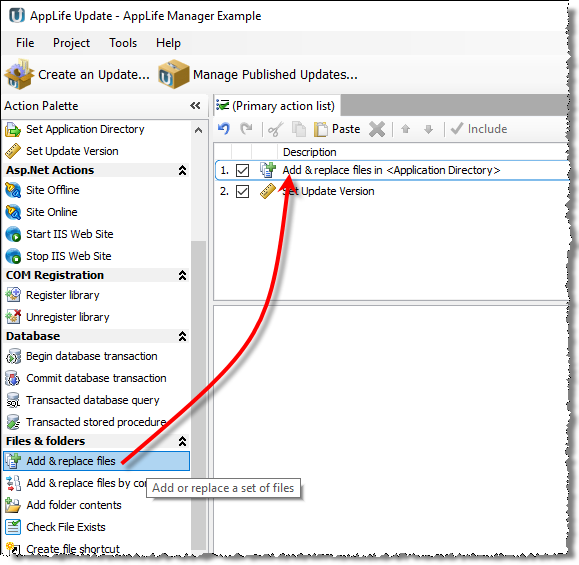 AppLife Update - AppLife Manager Example
File Project Tools Help
Create an Update... Manage Published Updates...
Action Palette
Set Application Directory
Set Update Version
Asp.Net Actions
Site Offline
Site Online
Start IIS Web Site
Stop IIS Web Site
COM Registration
Register library
Unregister library
Database
Begin database transaction
Commit database transaction
Transacted database query
Transacted stored procedure
Files & folders
Add & replace files
Add & replace files by co
Add or replace a set of files
Add folder contents
Check File Exists
Create file shortcut
(Primary action list)
Paste Include
Description
1. Add & replace files in <Application Directory>
2. Set Update Version